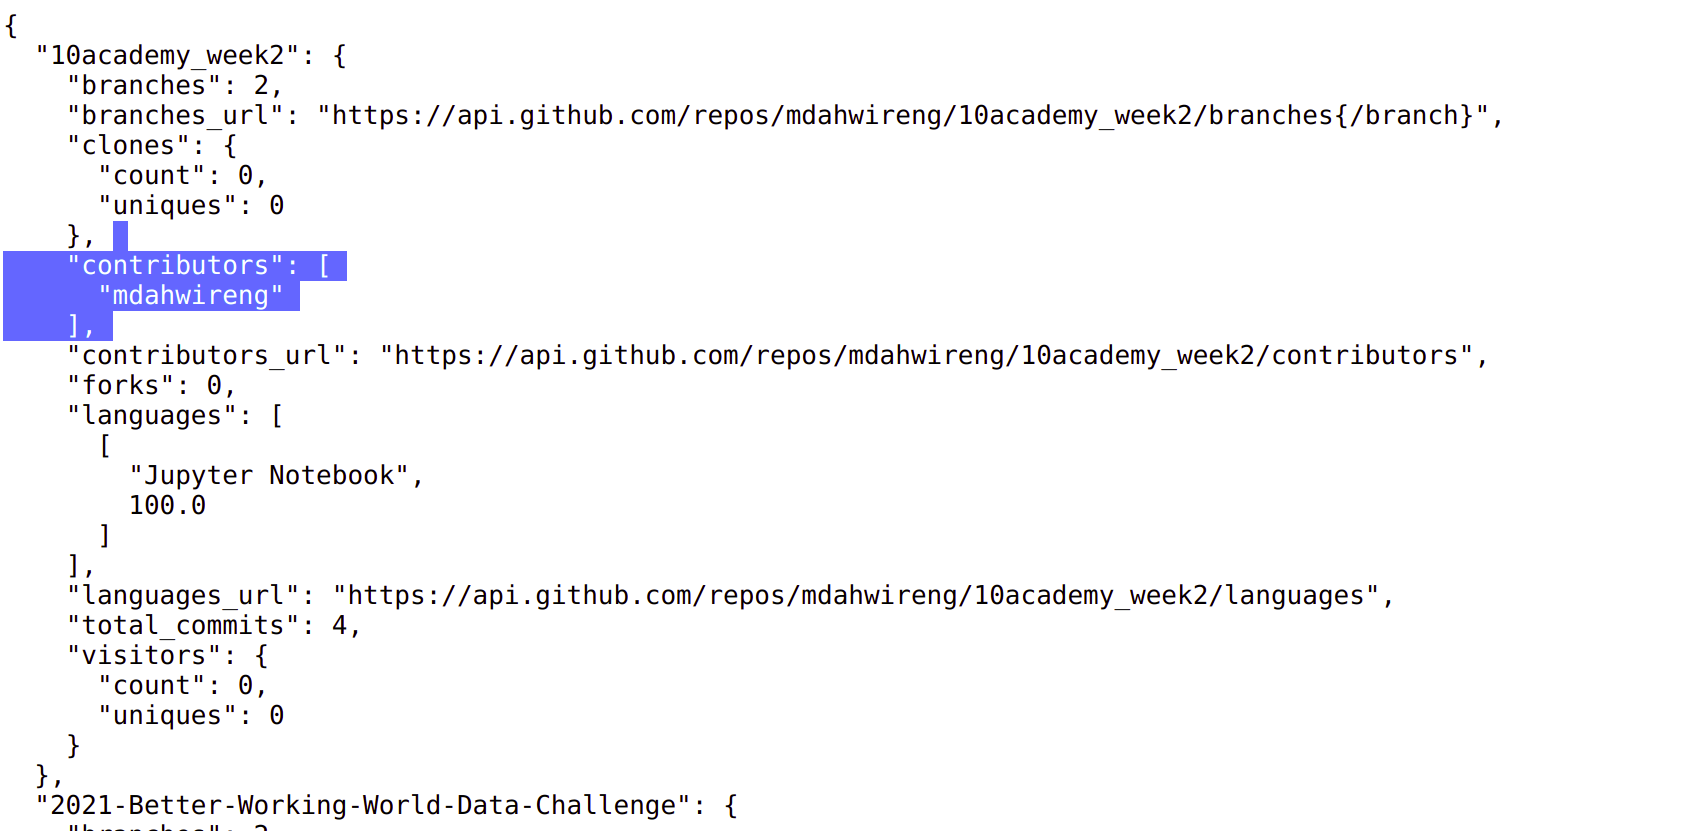 {
  "10academy_week2": {
    "branches": 2,
    "branches_url": "https://api.github.com/repos/mdahwireng/10academy_week2/branches{/branch}",
    "clones": {
      "count": 0,
      "uniques": 0
    },
    "contributors": [
      "mdahwireng"
    ],
    "contributors_url": "https://api.github.com/repos/mdahwireng/10academy_week2/contributors",
    "forks": 0,
    "languages": [
      [
        "Jupyter Notebook",
        100.0
      ]
    ],
    "languages_url": "https://api.github.com/repos/mdahwireng/10academy_week2/languages",
    "total_commits": 4,
    "visitors": {
      "count": 0,
      "uniques": 0
    }
  },
  "2021-Better-Working-World-Data-Challenge": {